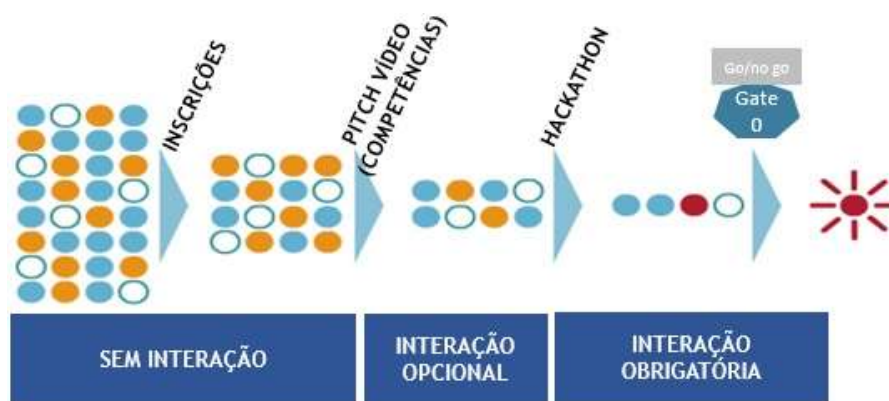 INSCRIÇÕES
PITCH VÍDEO
(COMPETÊNCIAS)
HACKATHON
Go/no go
Gate
0
SEM INTERAÇÃO
INTERAÇÃO
OPCIONAL
INTERAÇÃO
OBRIGATÓRIA